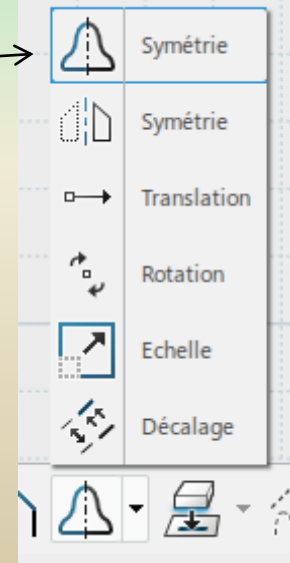 Symétrie
Symétrie
Translation
Rotation
Echelle
Décalage